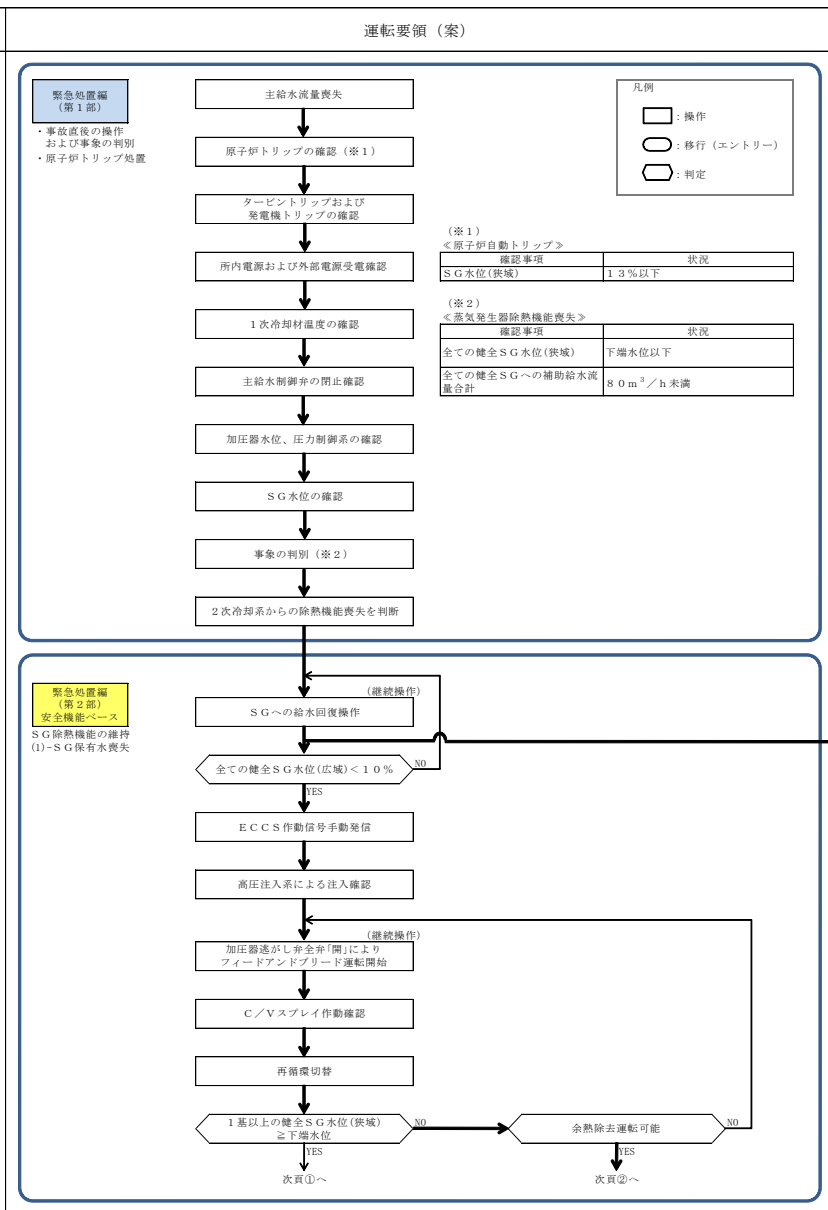 運転要領（案）
緊急処置編
（第１部）
・事故直後の操作
および事象の判別
・原子炉トリップ処置
主給水流量喪失
原子炉トリップの確認（※１）
タービントリップおよび
発電機トリップの確認
所内電源および外部電源受電確認
１次冷却材温度の確認
主給水制御弁の閉止確認
加圧器水位、圧力制御系の確認
ＳＧ水位の確認
事象の判別（※２）
２次冷却系からの除熱機能喪失を判断
凡例
：操作
：移行（エントリー）
：判定
（※１）
≪原子炉自動トリップ≫
確認事項 状況
ＳＧ水位(狭域) １３％以下
（※２）
≪蒸気発生器除熱機能喪失≫
確認事項 状況
全ての健全ＳＧ水位(狭域) 下端水位以下
全ての健全ＳＧへの補助給水流
量合計
８０ｍ³／ｈ未満
緊急処置編
（第２部）
安全機能ベース
ＳＧ除熱機能の維持
(1)-ＳＧ保有水喪失
(継続操作)
ＳＧへの給水回復操作
全ての健全ＳＧ水位(広域)＜１０％
NO
YES
ＥＣＣＳ作動信号手動発信
高圧注入系による注入確認
(継続操作)
加圧器逃がし弁全弁｢開｣により
フィードアンドブリード運転開始
Ｃ／Ｖスプレイ作動確認
再循環切替
１基以上の健全ＳＧ水位(狭域)
≧下端水位
NO
YES
次頁①へ
余熱除去運転可能
NO
YES
次頁②へ